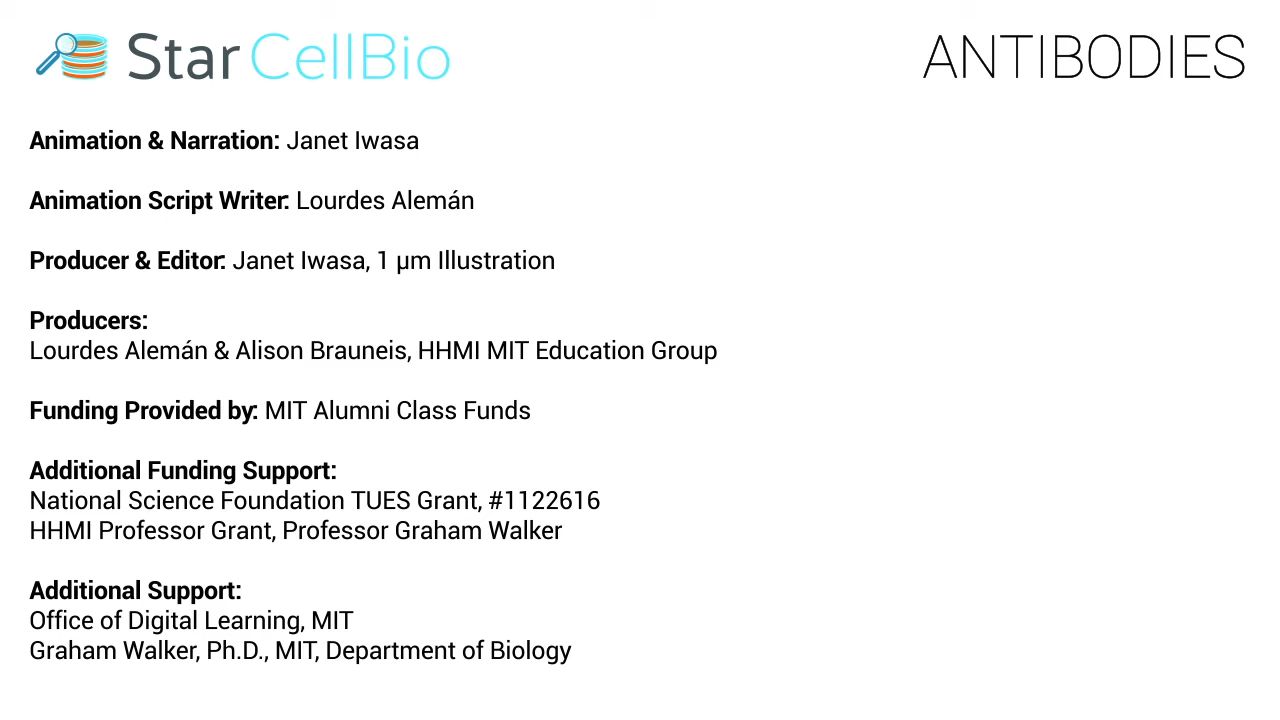 Star CellBio
ANTIBODIES
Animation & Narration: Janet Iwasa
Animation Script Writer: Lourdes Alemán
Producer & Editor: Janet Iwasa, 1 µm Illustration
Producers:
Lourdes Alemán & Alison Brauneis, HHMI MIT Education Group
Funding Provided by: MIT Alumni Class Funds
Additional Funding Support:
National Science Foundation TUES Grant, #1122616
HHMI Professor Grant, Professor Graham Walker
Additional Support:
Office of Digital Learning, MIT
Graham Walker, Ph.D., MIT, Department of Biology